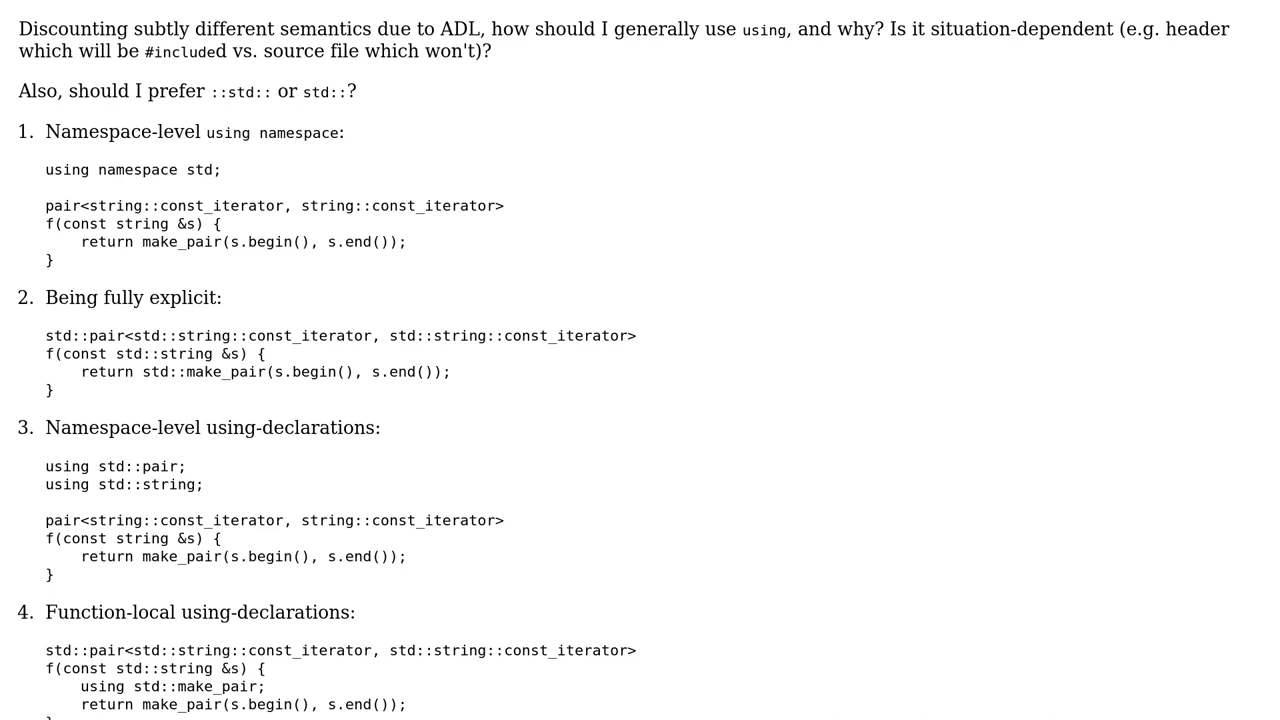 Discounting subtly different semantics due to ADL, how should I generally use using, and why? Is it situation-dependent (e.g. header
which will be #included vs. source file which won't)?
Also, should I prefer ::std:: or std::?
1. Namespace-level using namespace:
using namespace std;
pair<string::const_iterator, string::const_iterator>
f(const string &s) {
    return make_pair(s.begin(), s.end());
}
2. Being fully explicit:
std::pair<std::string::const_iterator, std::string::const_iterator>
f(const std::string &s) {
    return std::make_pair(s.begin(), s.end());
}
3. Namespace-level using-declarations:
using std::pair;
using std::string;
pair<string::const_iterator, string::const_iterator>
f(const string &s) {
    return make_pair(s.begin(), s.end());
}
4. Function-local using-declarations:
std::pair<std::string::const_iterator, std::string::const_iterator>
f(const std::string &s) {
    using std::make_pair;
    return make_pair(s.begin(), s.end());